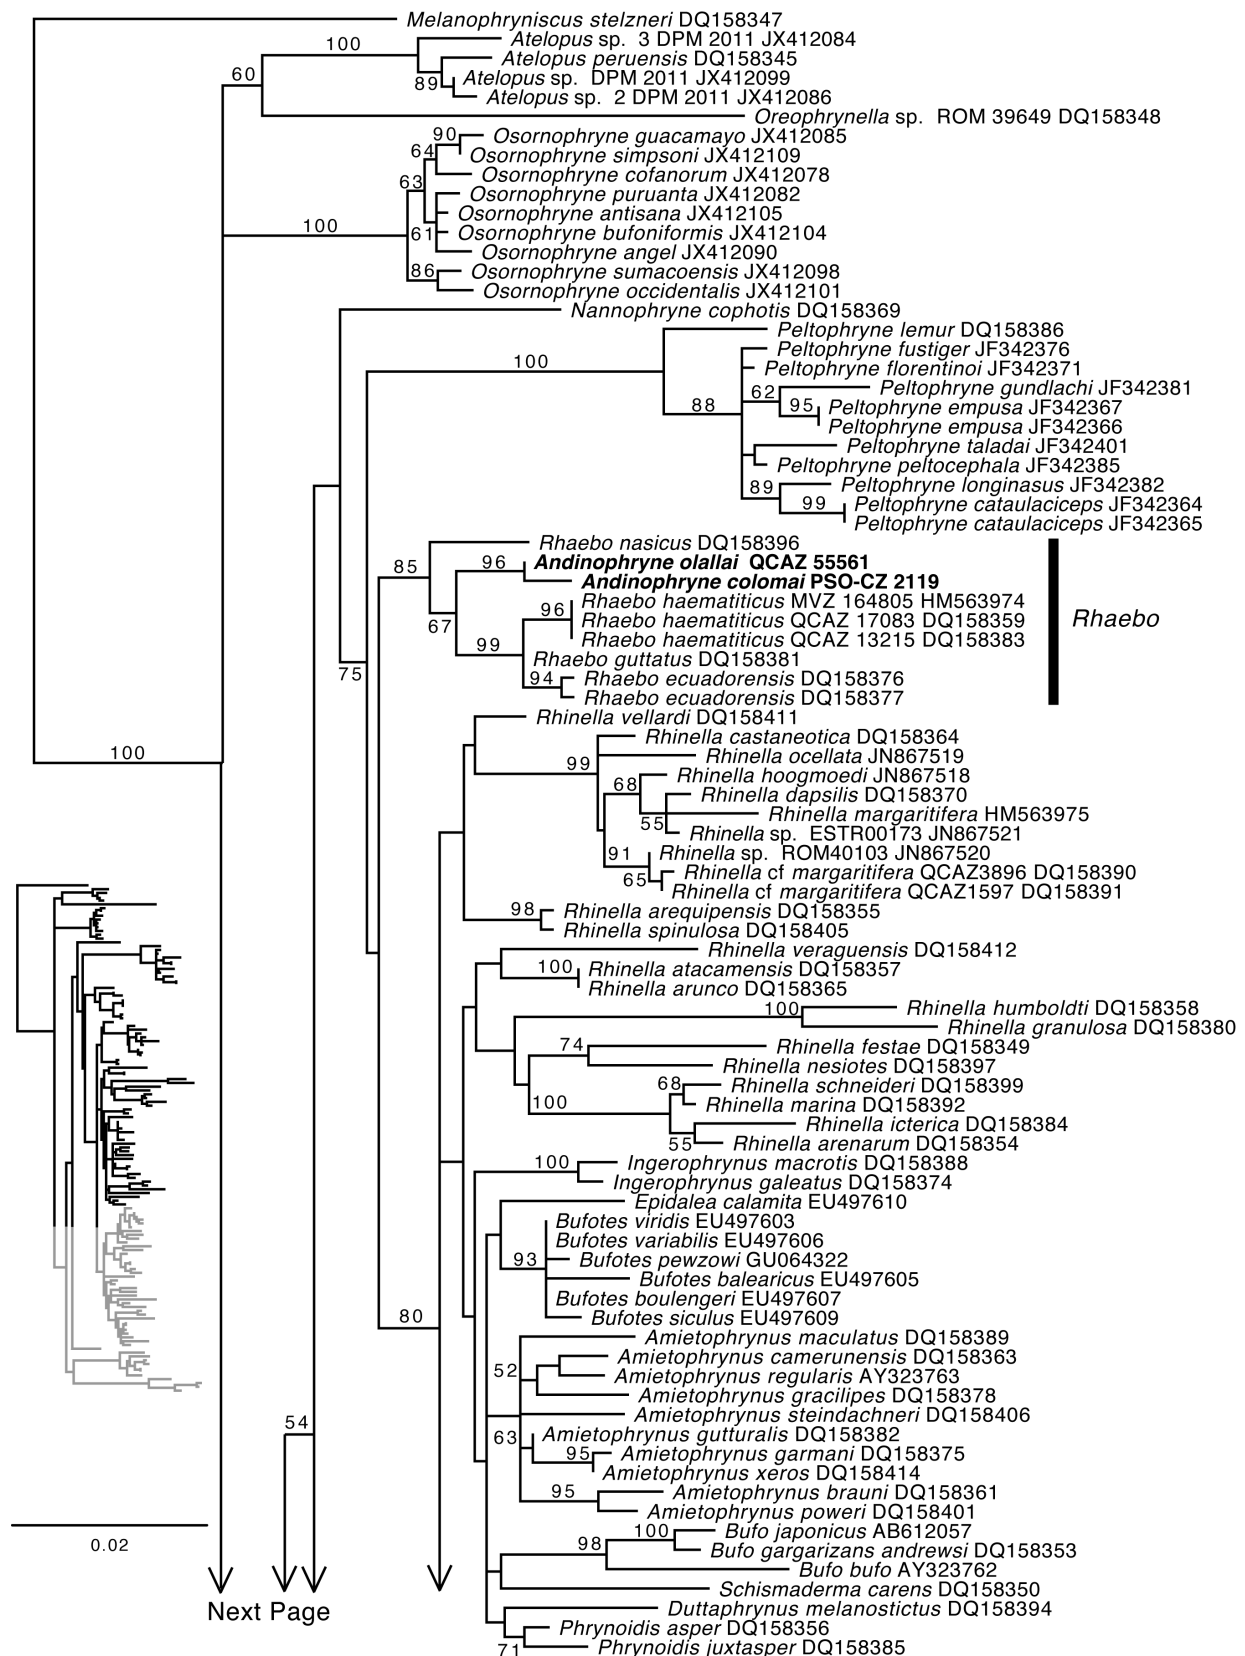 Melanophryniscus stelzneri DQ158347
100
Atelopus sp. 3 DPM 2011 JX412084
Atelopus peruensis DQ158345
60
89
Atelopus sp. DPM 2011 JX412099
Atelopus sp. 2 DPM 2011 JX412086
Oreophrynella sp. ROM 39649 DQ158348
90
Osornophryne guacamayo JX412085
64
Osornophryne simpsoni JX412109
Osornophryne cofanorum JX412078
63
Osornophryne puruanta JX412082
Osornophryne antisana JX412105
100
61
Osornophryne bufoniformis JX412104
Osornophryne angel JX412090
86
Osornophryne sumacoensis JX412098
Osornophryne occidentalis JX412101
Nannophryne cophotis DQ158369
Peltophryne lemur DQ158386
Peltophryne fustiger JF342376
100
Peltophryne florentinoi JF342371
62
Peltophryne gundlachi JF342381
88
95
Peltophryne empusa JF342367
Peltophryne empusa JF342366
Peltophryne taladai JF342401
Peltophryne peltocephala JF342385
89
Peltophryne longinasus JF342382
99
Peltophryne cataulaciceps JF342364
Peltophryne cataulaciceps JF342365
Rhaebo nasicus DQ158396
85
96
Andinophryne olallai QCAZ 55561
Andinophryne colomai PSO-CZ 2119
96
Rhaebo haematiticus MVZ 164805 HM563974
67
Rhaebo haematiticus QCAZ 17083 DQ158359
Rhaebo
99
Rhaebo haematiticus QCAZ 13215 DQ158383
Rhaebo guttatus DQ158381
75
94
Rhaebo ecuadorensis DQ158376
Rhaebo ecuadorensis DQ158377
Rhinella vellardi DQ158411
Rhinella castaneotica DQ158364
100
99
Rhinella ocellata JN867519
68
Rhinella hoogmoedi JN867518
Rhinella dapsilis DQ158370
55
Rhinella margaritifera HM563975
Rhinella sp. ESTR00173 JN867521
91
Rhinella sp. ROM40103 JN867520
65
Rhinella cf margaritifera QCAZ3896 DQ158390
Rhinella cf margaritifera QCAZ1597 DQ158391
98
Rhinella arequipensis DQ158355
Rhinella spinulosa DQ158405
Rhinella veraguensis DQ158412
100
Rhinella atacamensis DQ158357
Rhinella arunco DQ158365
100
Rhinella humboldti DQ158358
Rhinella granulosa DQ158380
74
Rhinella festae DQ158349
Rhinella nesiotes DQ158397
68
Rhinella schneideri DQ158399
100
Rhinella marina DQ158392
Rhinella icterica DQ158384
55
Rhinella arenarum DQ158354
100
Ingerophrynus macrotis DQ158388
Ingerophrynus galeatus DQ158374
Epidalea calamita EU497610
Bufotes viridis EU497603
Bufotes variabilis EU497606
93
Bufotes pewzowi GU064322
Bufotes balearicus EU497605
Bufotes boulengeri EU497607
80
Bufotes siculus EU497609
Amietophrynus maculatus DQ158389
52
Amietophrynus camerunensis DQ158363
Amietophrynus regularis AY323763
Amietophrynus gracilipes DQ158378
Amietophrynus steindachneri DQ158406
54
63
Amietophrynus gutturalis DQ158382
95
Amietophrynus garmani DQ158375
Amietophrynus xeros DQ158414
95
Amietophrynus brauni DQ158361
Amietophrynus poweri DQ158401
100
Bufo japonicus AB612057
0.02
98
Bufo gargarizans andrewsi DQ158353
Bufo bufo AY323762
Schismaderma carens DQ158350
Next Page
Duttaphrynus melanostictus DQ158394
Phrynoidis asper DQ158356
71
Phrynoidis juxtasper DQ158385